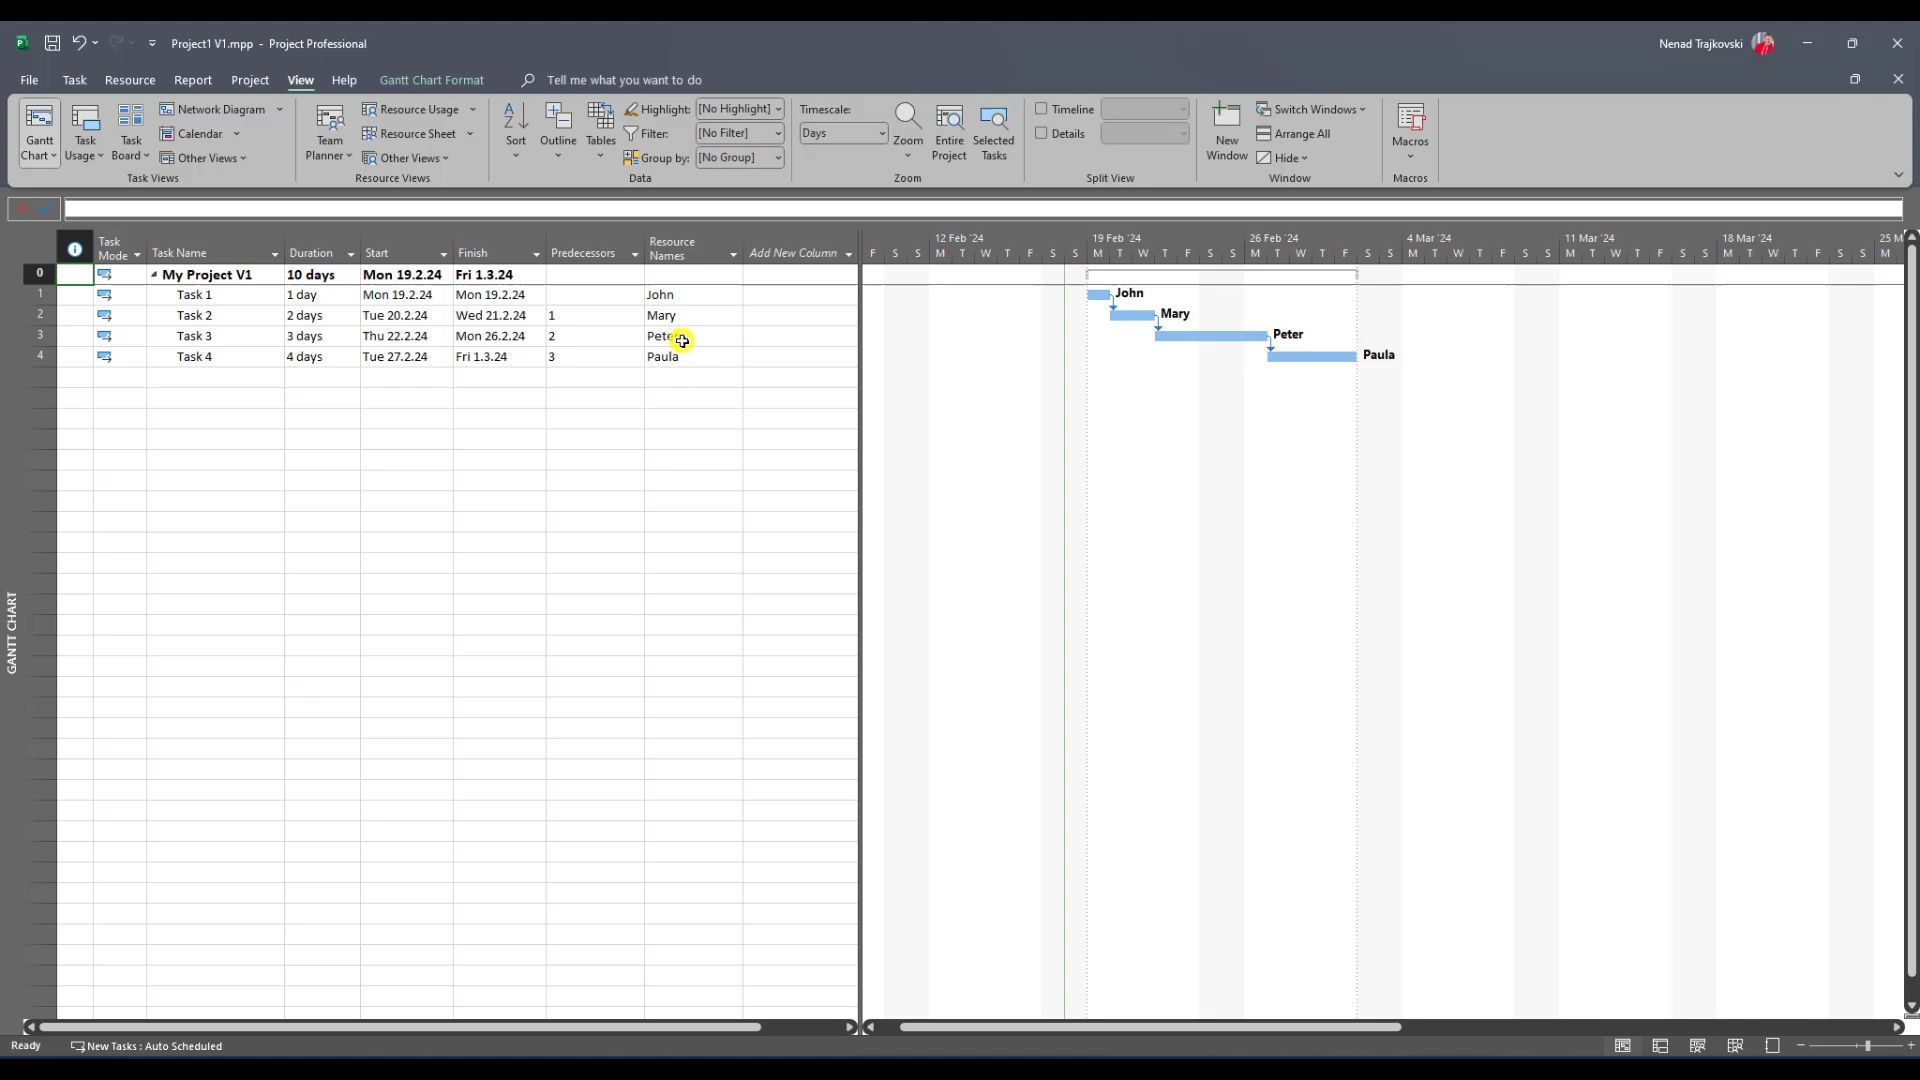 Project1 V1.mpp - Project Professional
Nenad Trajkovski
File Task Resource Report Project View Help Gantt Chart Format Tell me what you want to do
Gantt Chart
Task Usage
Task Board
Network Diagram
Calendar
Other Views
Task Views
Team Planner
Resource Usage
Resource Sheet
Other Views
Resource Views
Sort
Outline
Tables
Highlight: [No Highlight]
Filter: [No Filter]
Group by: [No Group]
Data
Timescale:
Days
Zoom
Entire Project
Selected Tasks
Zoom
Timeline
Details
Split View
New Window
Switch Windows
Arrange All
Hide
Window
Macros
Macros
Task Mode Task Name Duration Start Finish Predecessors Resource Names Add New Column
0 My Project V1 10 days Mon 19.2.24 Fri 1.3.24
1 Task 1 1 day Mon 19.2.24 Mon 19.2.24 John
2 Task 2 2 days Tue 20.2.24 Wed 21.2.24 1 Mary
3 Task 3 3 days Thu 22.2.24 Mon 26.2.24 2 Peter
4 Task 4 4 days Tue 27.2.24 Fri 1.3.24 3 Paula
12 Feb '24 19 Feb '24 26 Feb '24 4 Mar '24 11 Mar '24 18 Mar '24 25 M
F S S M T W T F S S M T W T F S S M T W T F S S M T W T F S S M T W T F S S M T W T F S S M
John
Mary
Peter
Paula
GANTT CHART
Ready New Tasks : Auto Scheduled